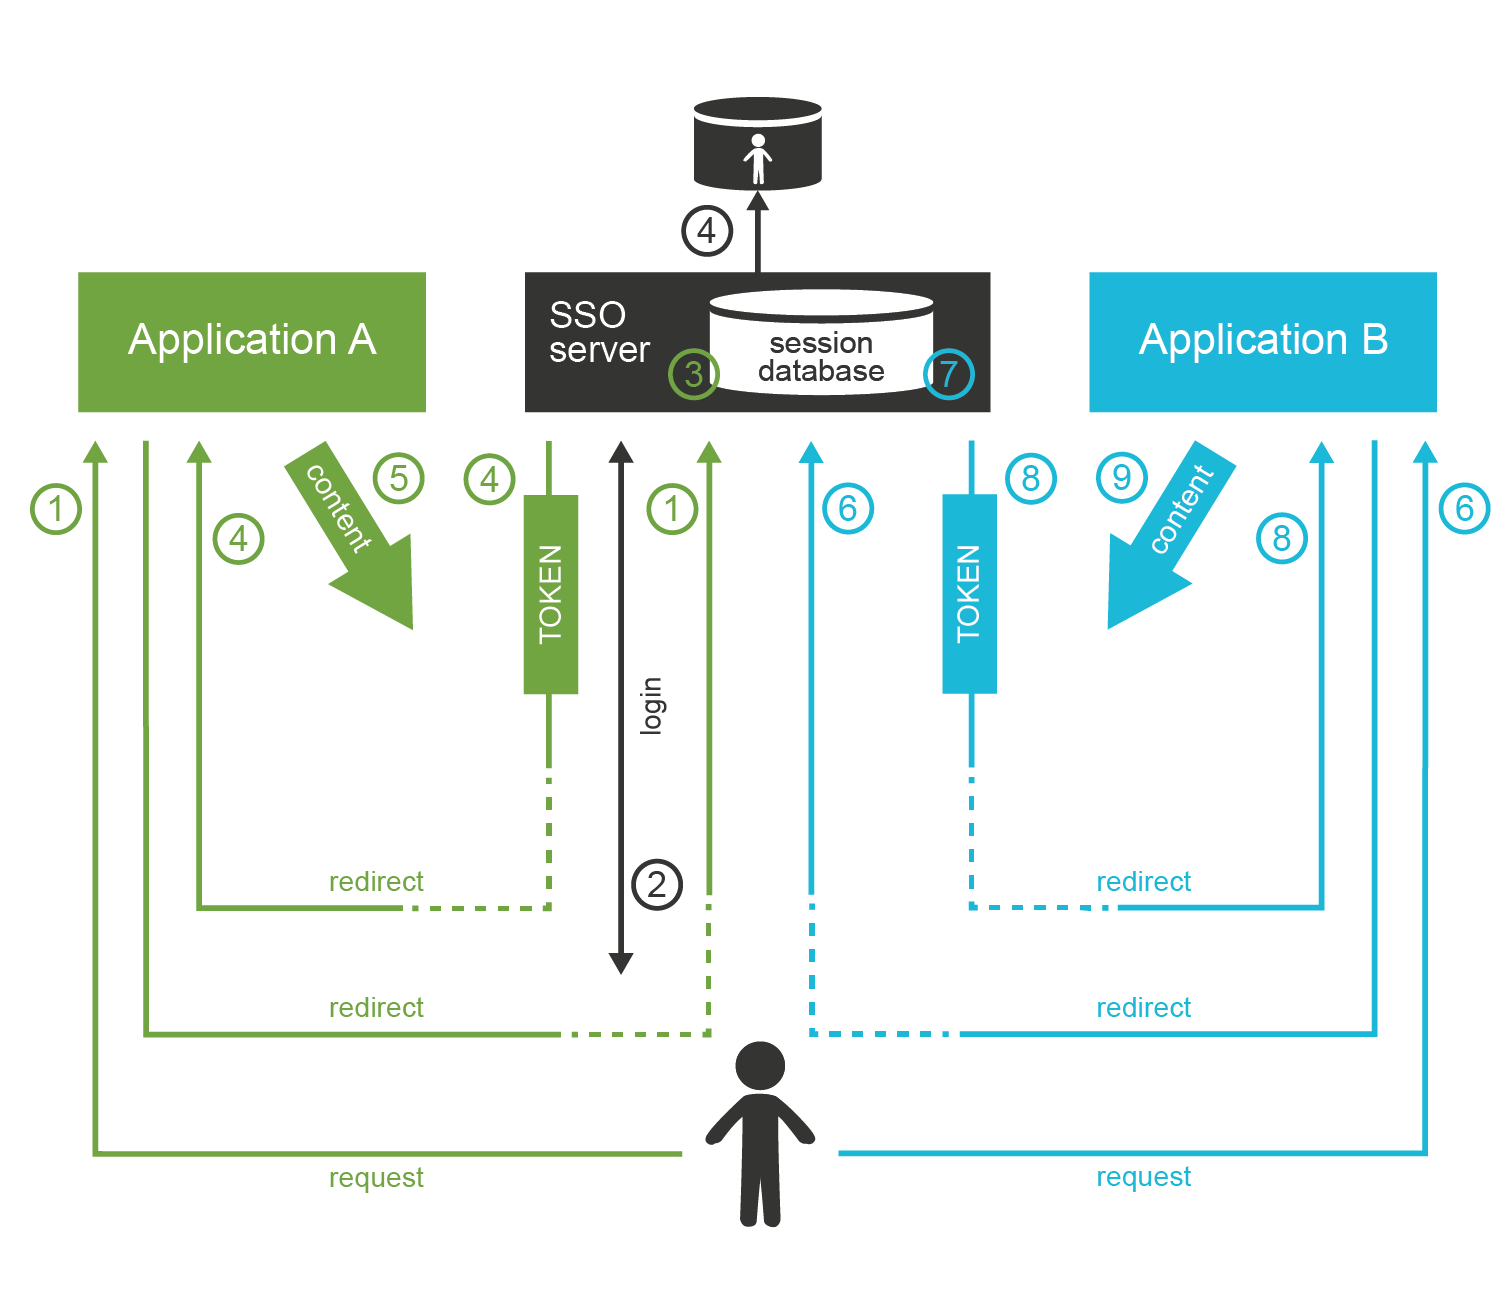 4
Application A
SSO
server
session
database
3
7
Application B
1
4
content
5
4
TOKEN
login
2
1
6
TOKEN
8
9
content
8
6
redirect
redirect
redirect
redirect
request
request